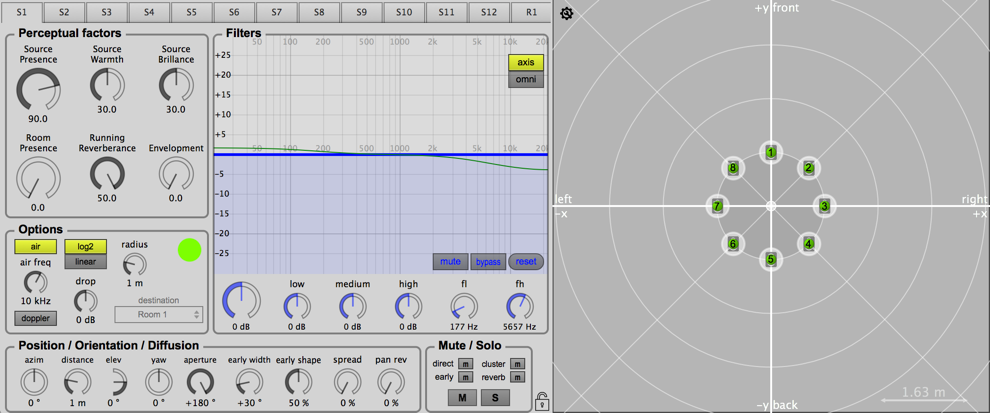 S1 S2 S3 S4 S5 S6 S7 S8 S9 S10 S11 S12 R1
Perceptual factors
Source Presence
Source Warmth
Source Brillance
90.0 30.0 30.0
Room Presence
Running Reverberance
Envelopment
0.0 50.0 0.0
Filters
50 100 200 500 1000 2k 5k 10k 20k
+25
+20
+15
+10
+5
-5
-10
-15
-20
-25
50 100 200 500 1000 2k 5k 10k
axis
omni
mute bypass reset
low medium high fl fh
0 dB 0 dB 0 dB 0 dB 177 Hz 5657 Hz
Options
air log2 radius
linear
air freq
1 m
drop
destination
10 kHz
Room 1
doppler 0 dB
Position / Orientation / Diffusion
azim distance elev yaw aperture early width early shape spread pan rev
0 ° 1 m 0 ° 0 ° +180 ° +30 ° 50 % 0 % 0 %
Mute / Solo
direct m cluster m
early m reverb m
M S
+y front
left
-x
right
+x
1
2
3
4
5
6
7
8
1.63 m
-y back